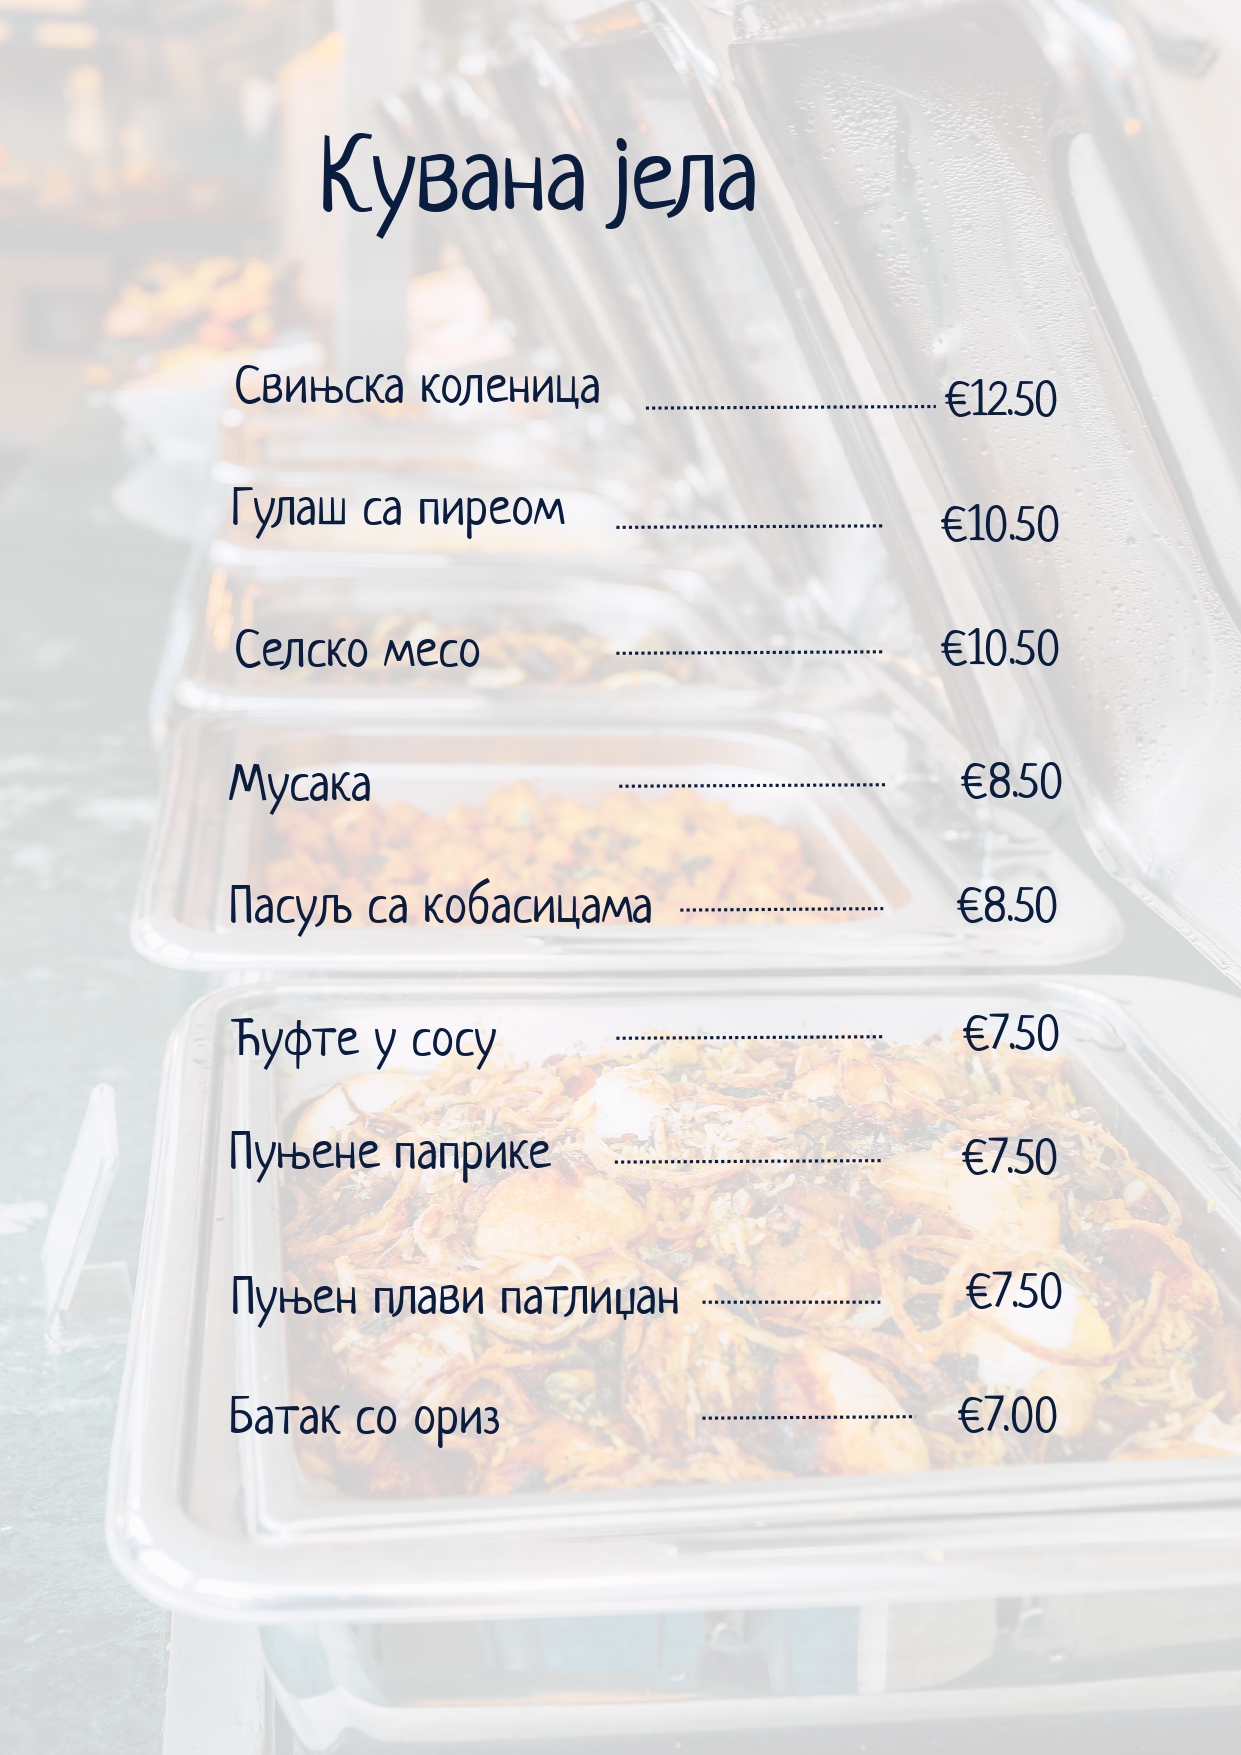 Кувана јела
Свињска коленица ........ €12.50
Гулаш са пиреом ........ €10.50
Селско месо ........ €10.50
Мусака ........ €8.50
Пасуљ са кобасицама ........ €8.50
Ћуфте у сосу ........ €7.50
Пуњене паприке ........ €7.50
Пуњен плави патлиџан ........ €7.50
Батак со ориз ........ €7.00